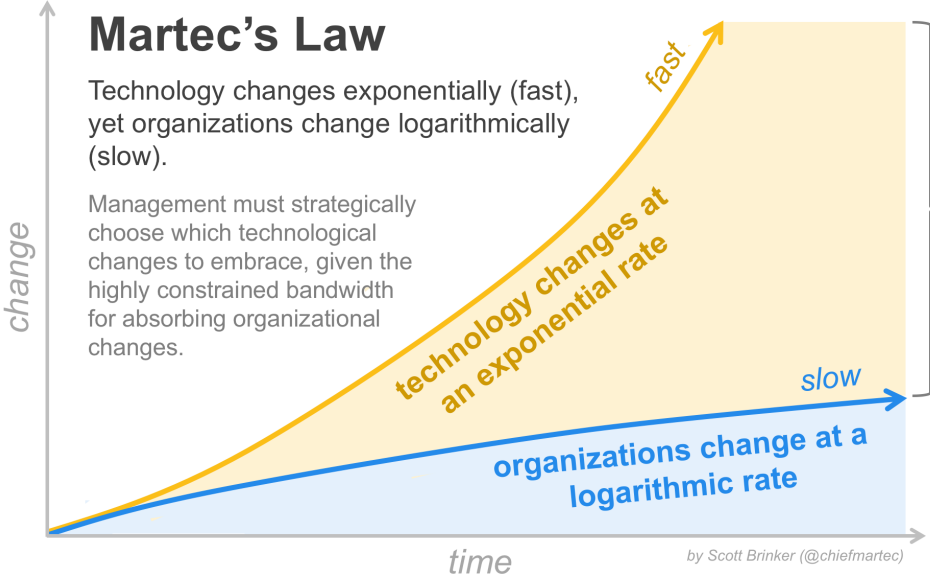 Martec's Law
Technology changes exponentially (fast),
yet organizations change logarithmically
(slow).
Management must strategically
choose which technological
changes to embrace, given the
highly constrained bandwidth
for absorbing organizational
changes.
fast
technology changes at
an exponential rate
slow
organizations change at a
logarithmic rate
change
time
by Scott Brinker (@chiefmartec)